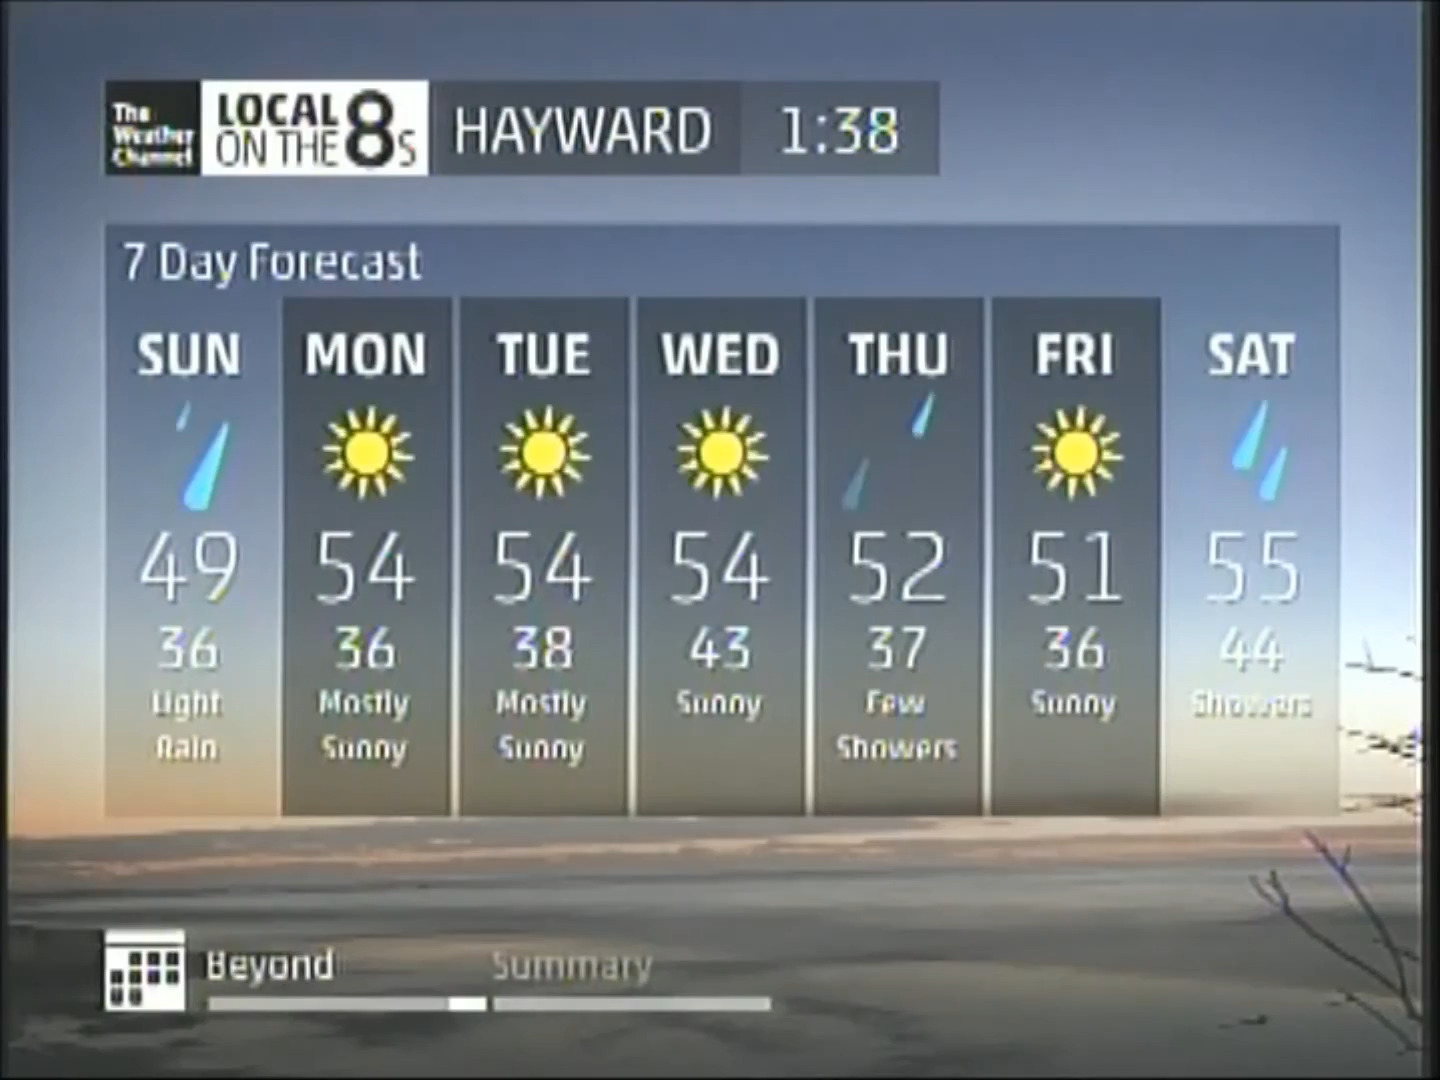 The
Weather
Channel
LOCAL
ON THE 8s
HAYWARD 1:38
7 Day Forecast
SUN MON TUE WED THU FRI SAT
49 54 54 54 52 51 55
36 36 38 43 37 36 44
Light Mostly Mostly Sunny Few Sunny Showers
Rain Sunny Sunny Showers
Beyond Summary